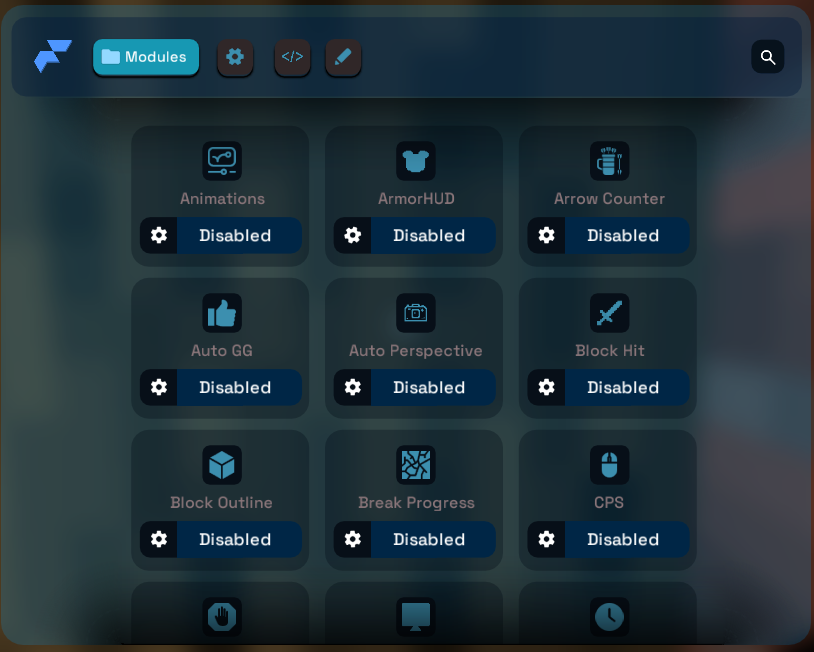 Modules
</>
Animations
ArmorHUD
Arrow Counter
Disabled
Disabled
Disabled
Auto GG
Auto Perspective
Block Hit
Disabled
Disabled
Disabled
Block Outline
Break Progress
CPS
Disabled
Disabled
Disabled